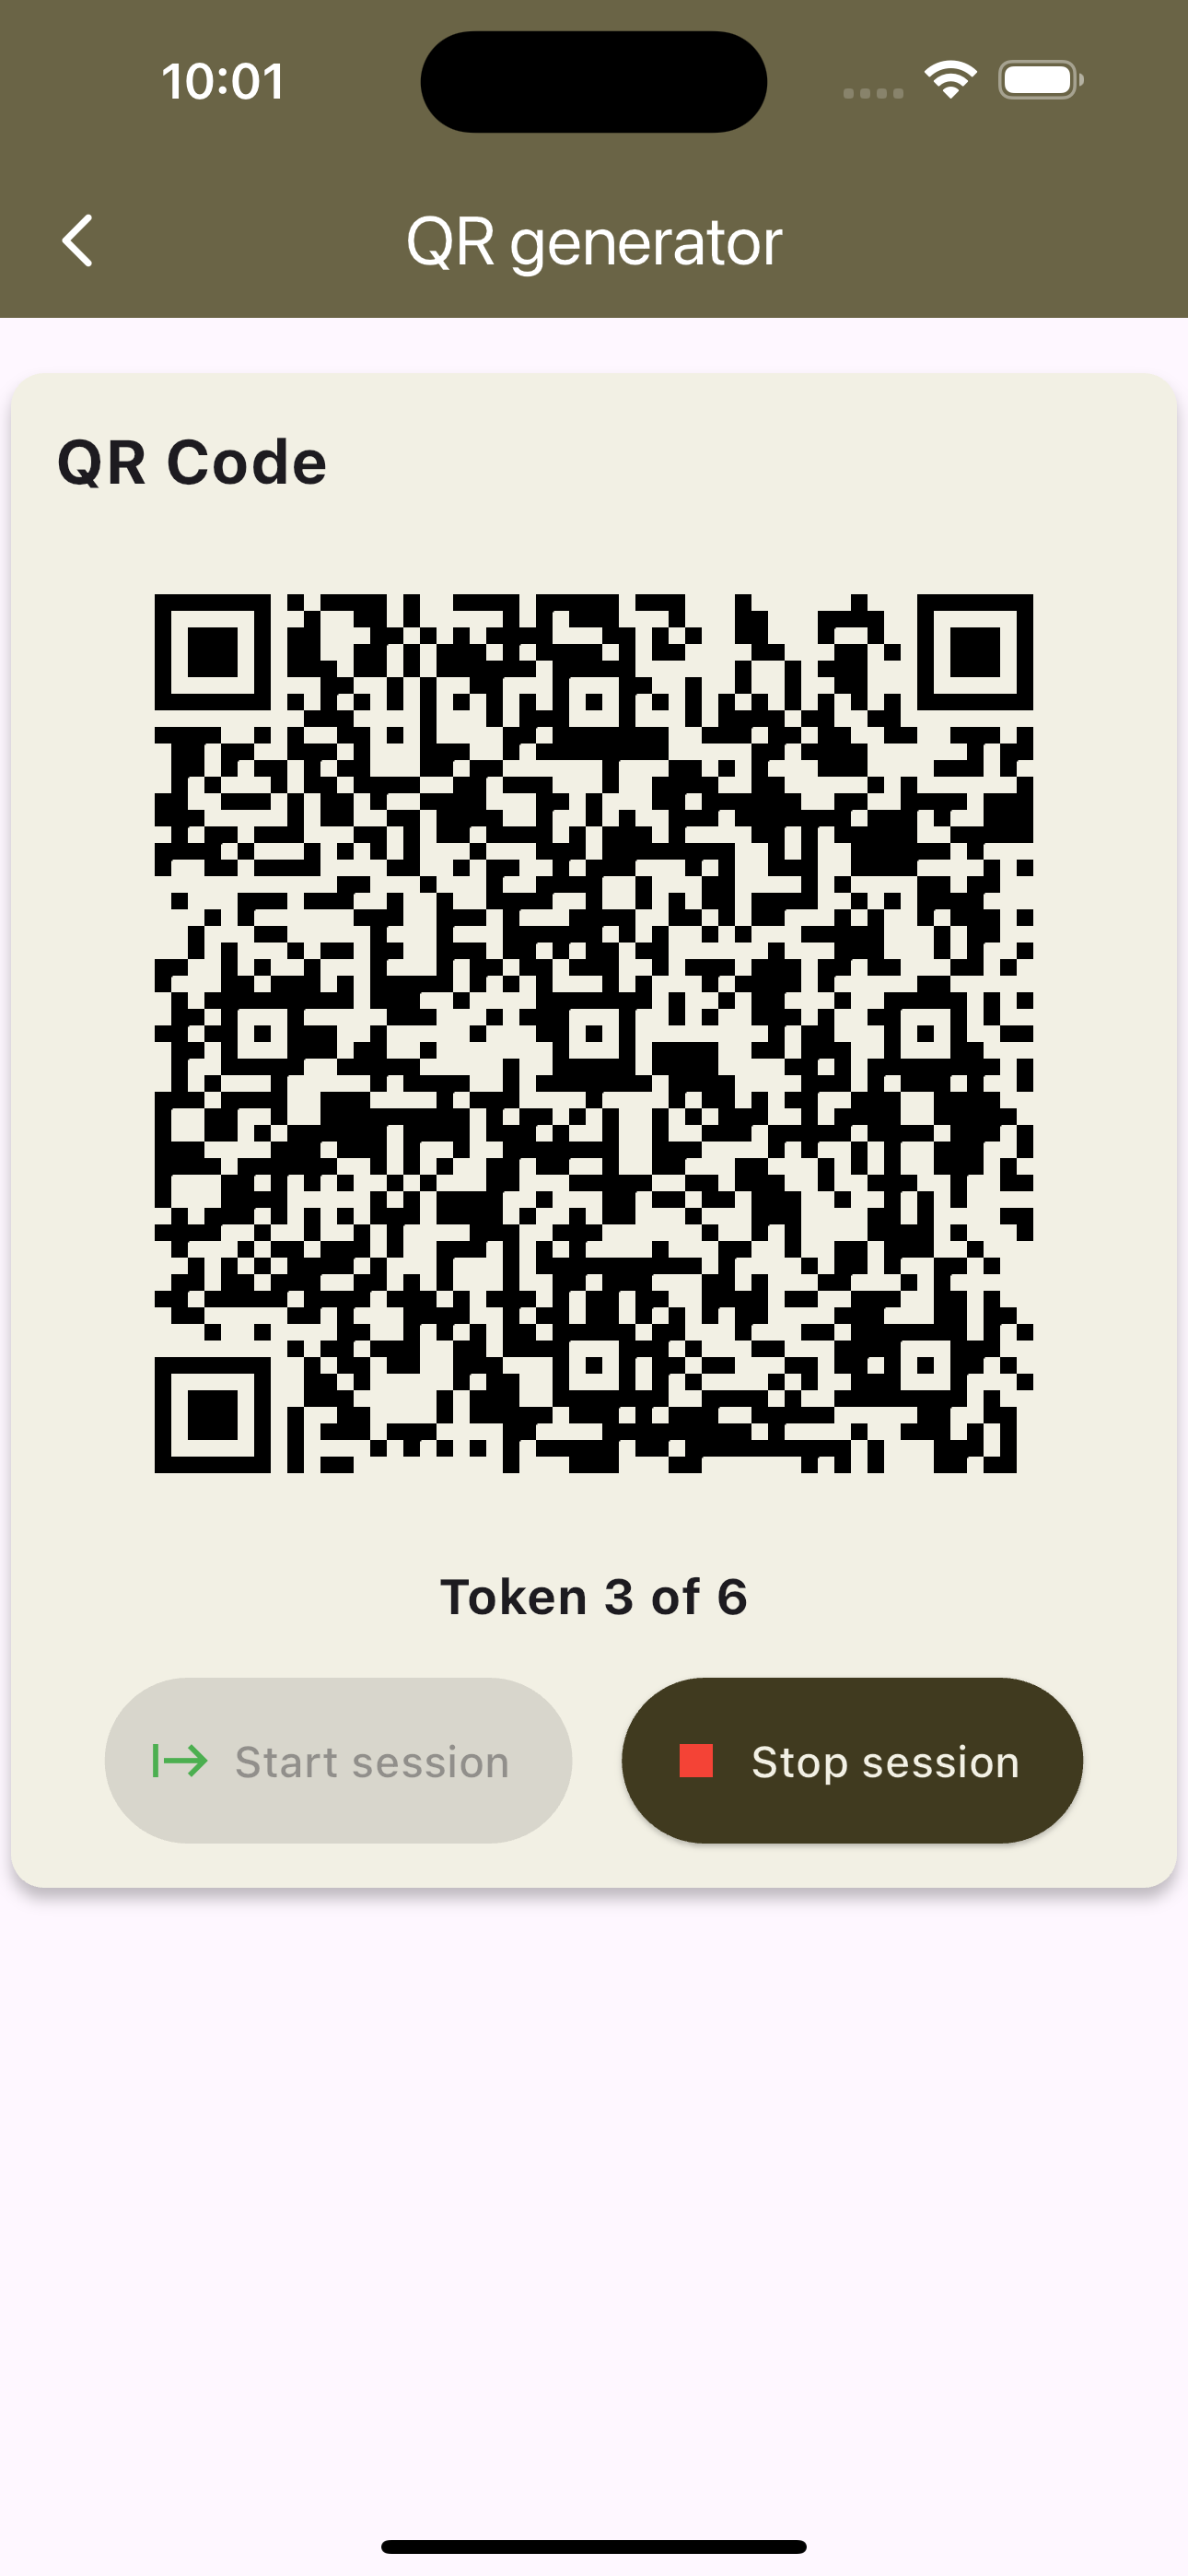 10:01
QR generator
QR Code
Token 3 of 6
Start session
Stop session